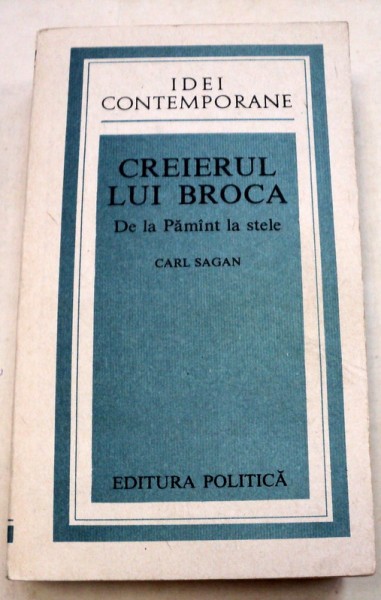 IDEI
CONTEMPORANE
CREIERUL
LUI BROCA
De la Pămînt la stele
CARL SAGAN
EDITURA POLITICĂ